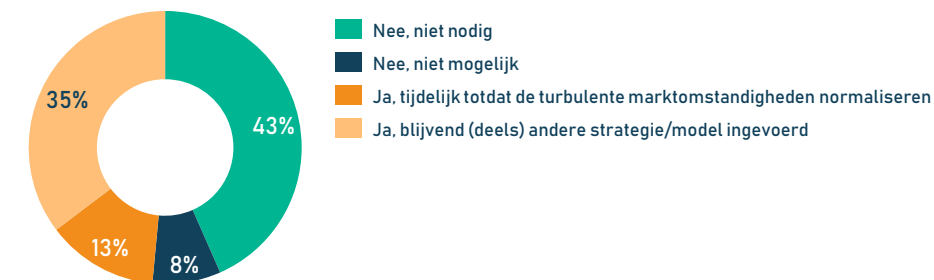 Nee, niet nodig
Nee, niet mogelijk
Ja, tijdelijk totdat de turbulente marktomstandigheden normaliseren
Ja, blijvend (deels) andere strategie/model ingevoerd
35%
43%
13%
8%